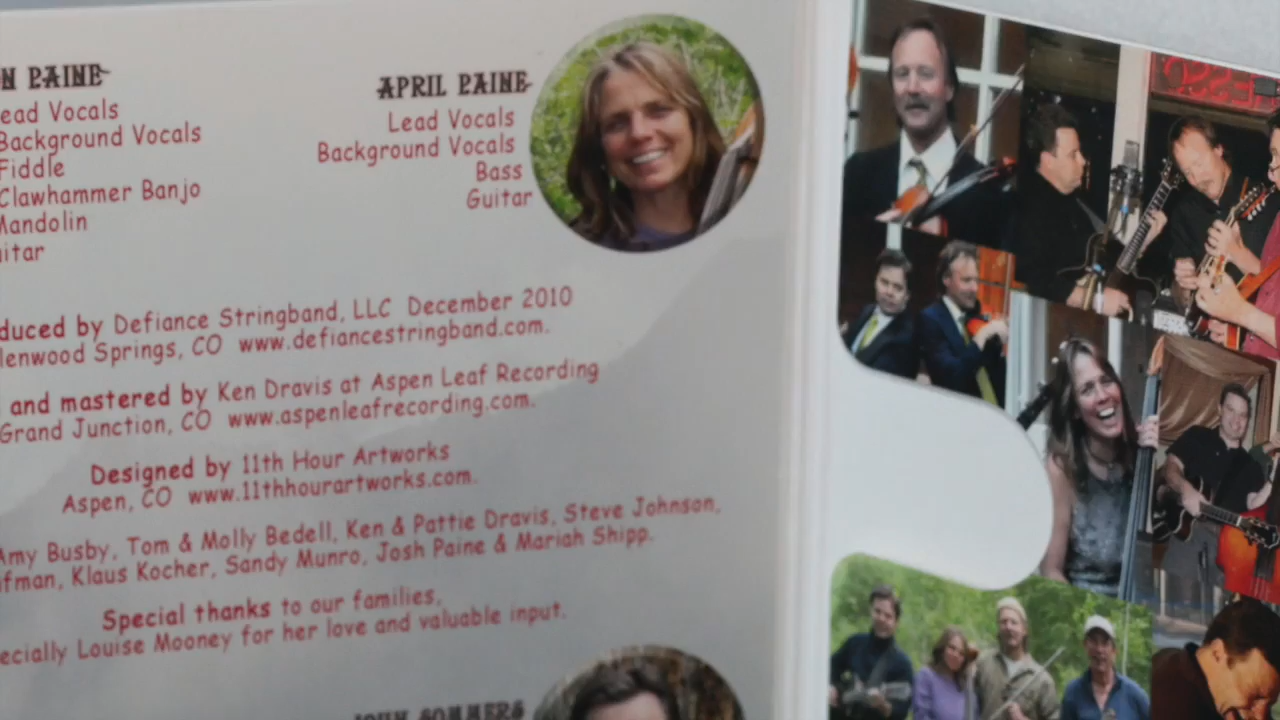 N PAINE
ead Vocals
Background Vocals
Fiddle
Clawhammer Banjo
Mandolin
itar
APRIL PAINE
Lead Vocals
Background Vocals
Bass
Guitar
duced by Defiance Stringband, LLC December 2010
lenwood Springs, CO www.defiancestringband.com.
and mastered by Ken Dravis at Aspen Leaf Recording
Grand Junction, CO www.aspenleafrecording.com.
Designed by 11th Hour Artworks
Aspen, CO www.11thhourartworks.com.
Amy Busby, Tom & Molly Bedell, Ken & Pattie Dravis, Steve Johnson,
ufman, Klaus Kocher, Sandy Munro, Josh Paine & Mariah Shipp.
Special thanks to our families,
ecially Louise Mooney for her love and valuable input.
JOHN SOMMERS